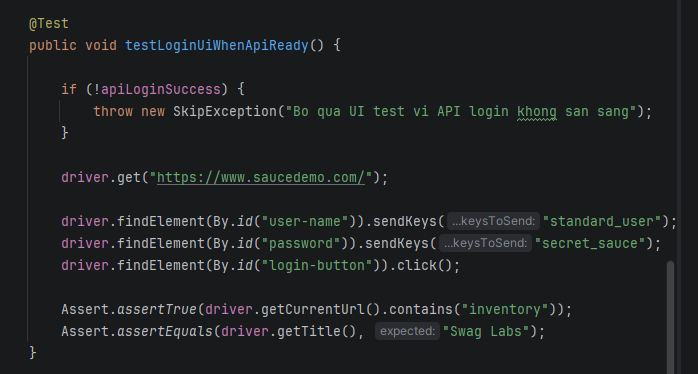 @Test
public void testLoginUiWhenApiReady() {
if (!apiLoginSuccess) {
throw new SkipException("Bo qua UI test vi API login khong san sang");
}
driver.get("https://www.saucedemo.com/");
driver.findElement(By.id("user-name")).sendKeys( ...keysToSend: "standard_user");
driver.findElement(By.id("password")).sendKeys( ...keysToSend: "secret_sauce");
driver.findElement(By.id("login-button")).click();
Assert.assertTrue(driver.getCurrentUrl().contains("inventory"));
Assert.assertEquals(driver.getTitle(), expected: "Swag Labs");
}